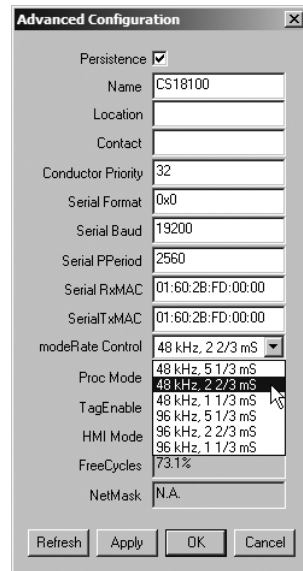 Advanced Configuration
Persistence
Name CS18100
Location
Contact
Conductor Priority 32
Serial Format 0x0
Serial Baud 19200
Serial PPeriod 2560
Serial RxMAC 01:60:2B:FD:00:00
SerialTxMAC 01:60:2B:FD:00:00
modeRate Control 48 kHz, 2 2/3 mS
Proc Mode 48 kHz, 5 1/3 mS
48 kHz, 2 2/3 mS
TagEnable 48 kHz, 1 1/3 mS
96 kHz, 5 1/3 mS
HMI Mode 96 kHz, 2 2/3 mS
96 kHz, 1 1/3 mS
FreeCycles 73.1%
NetMask N.A.
Refresh Apply OK Cancel